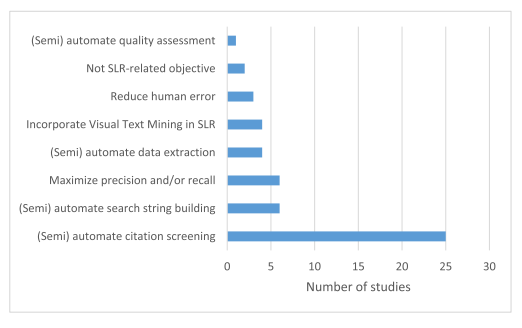 (Semi) automate quality assessment
Not SLR-related objective
Reduce human error
Incorporate Visual Text Mining in SLR
(Semi) automate data extraction
Maximize precision and/or recall
(Semi) automate search string building
(Semi) automate citation screening
0 5 10 15 20 25 30
Number of studies